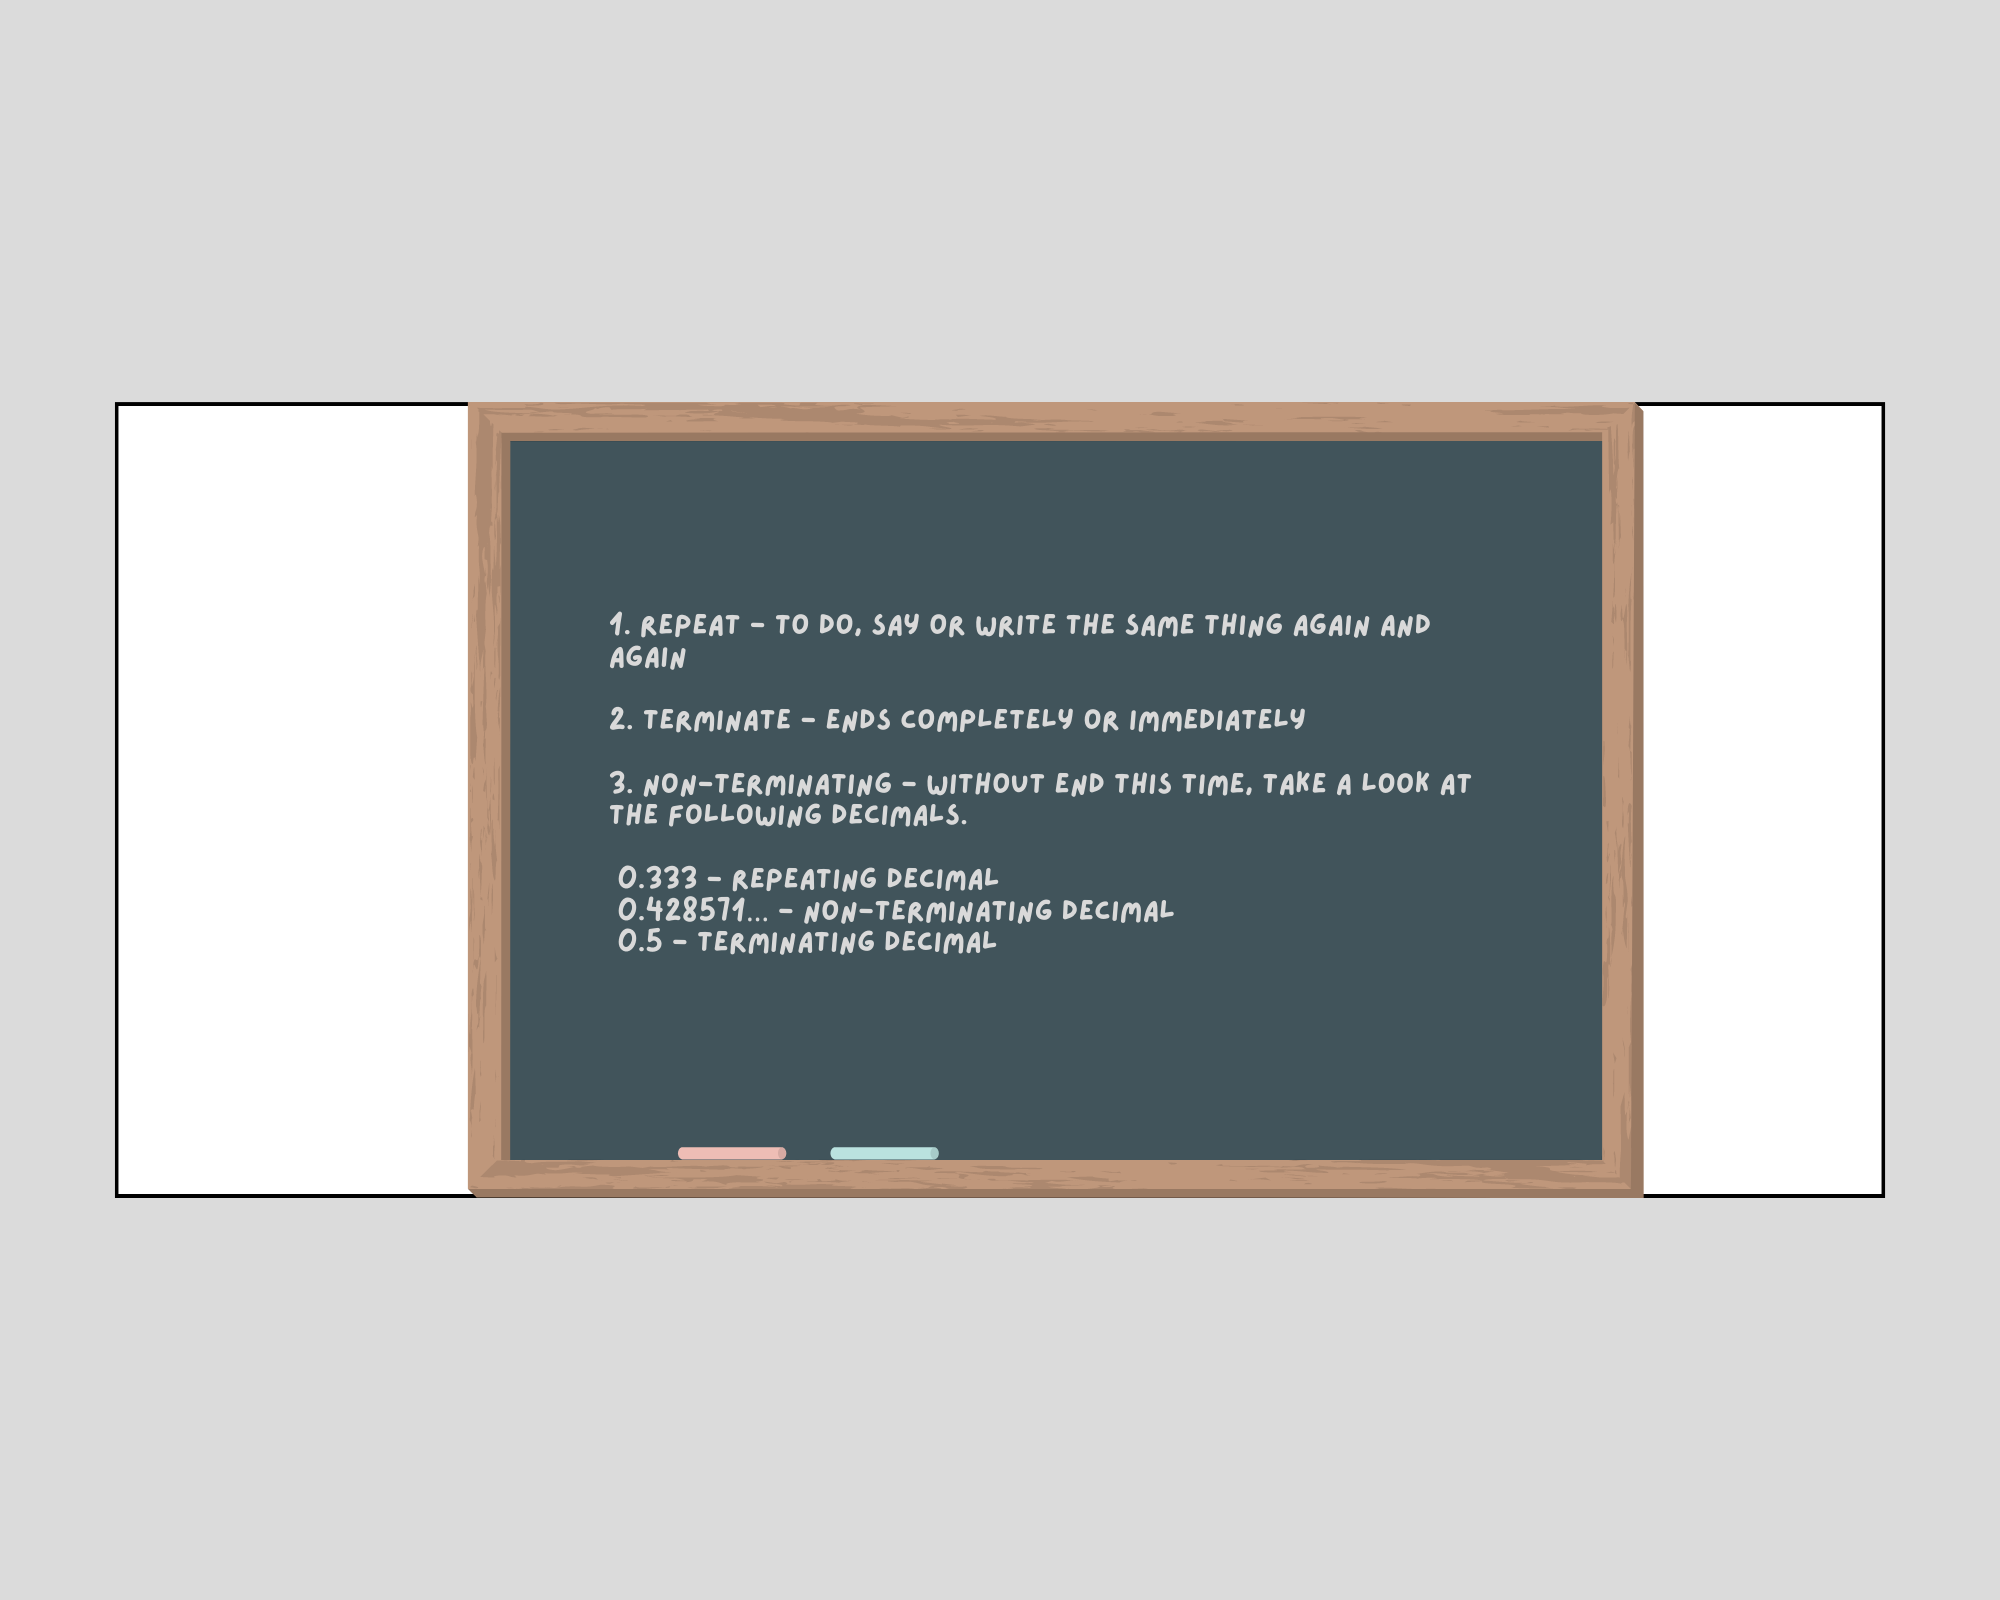 1. REPEAT – TO DO, SAY OR WRITE THE SAME THING AGAIN AND
AGAIN
2. TERMINATE – ENDS COMPLETELY OR IMMEDIATELY
3. NON-TERMINATING – WITHOUT END THIS TIME, TAKE A LOOK AT
THE FOLLOWING DECIMALS.
0.333 – REPEATING DECIMAL
0.428571... – NON-TERMINATING DECIMAL
0.5 – TERMINATING DECIMAL